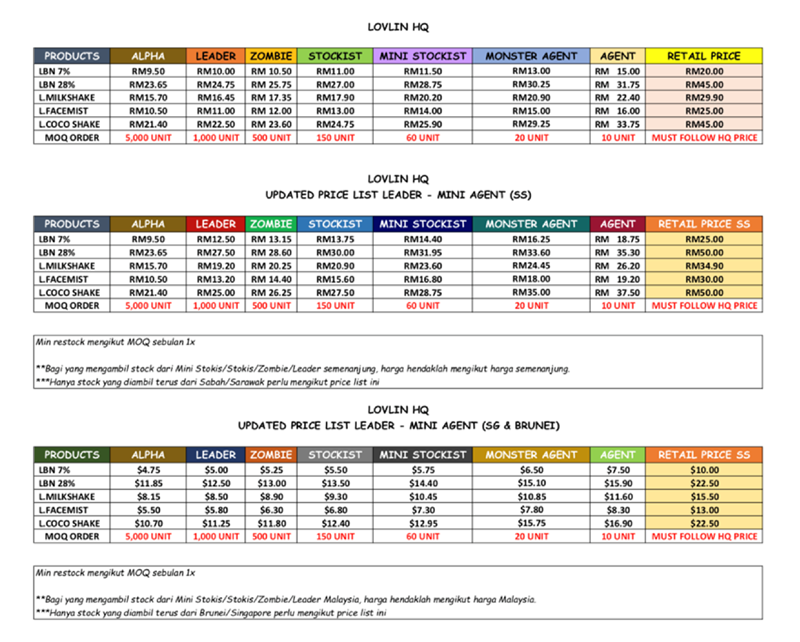 LOVLIN HQ
PRODUCTS ALPHA LEADER ZOMBIE STOCKIST MINI STOCKIST MONSTER AGENT AGENT RETAIL PRICE
LBN 7% RM9.50 RM10.00 RM 10.50 RM11.00 RM11.50 RM13.00 RM 15.00 RM20.00
LBN 28% RM23.65 RM24.75 RM 25.75 RM27.00 RM28.75 RM30.25 RM 31.75 RM45.00
L.MILKSHAKE RM15.70 RM16.45 RM 17.35 RM17.90 RM20.20 RM20.90 RM 22.40 RM29.90
L.FACEMIST RM10.50 RM11.00 RM 12.00 RM13.00 RM14.00 RM15.00 RM 16.00 RM25.00
L.COCO SHAKE RM21.40 RM22.50 RM 23.60 RM24.75 RM25.90 RM29.25 RM 33.75 RM45.00
MOQ ORDER 5,000 UNIT 1,000 UNIT 500 UNIT 150 UNIT 60 UNIT 20 UNIT 10 UNIT MUST FOLLOW HQ PRICE
LOVLIN HQ
UPDATED PRICE LIST LEADER - MINI AGENT (SS)
PRODUCTS ALPHA LEADER ZOMBIE STOCKIST MINI STOCKIST MONSTER AGENT AGENT RETAIL PRICE SS
LBN 7% RM9.50 RM12.50 RM 13.15 RM13.75 RM14.40 RM16.25 RM 18.75 RM25.00
LBN 28% RM23.65 RM27.50 RM 28.60 RM30.00 RM31.95 RM33.60 RM 35.30 RM50.00
L.MILKSHAKE RM15.70 RM19.20 RM 20.25 RM20.90 RM23.60 RM24.45 RM 26.20 RM34.90
L.FACEMIST RM10.50 RM13.20 RM 14.40 RM15.60 RM16.80 RM18.00 RM 19.20 RM30.00
L.COCO SHAKE RM21.40 RM25.00 RM 26.25 RM27.50 RM28.75 RM35.00 RM 37.50 RM50.00
MOQ ORDER 5,000 UNIT 1,000 UNIT 500 UNIT 150 UNIT 60 UNIT 20 UNIT 10 UNIT MUST FOLLOW HQ PRICE
Min restock mengikut MOQ sebulan 1x
**Bagi yang mengambil stock dari Mini Stokis/Stokis/Zombie/Leader semenanjung, harga hendaklah mengikut harga semenanjung.
***Hanya stock yang diambil terus dari Sabah/Sarawak perlu mengikut price list ini
LOVLIN HQ
UPDATED PRICE LIST LEADER - MINI AGENT (SG & BRUNEI)
PRODUCTS ALPHA LEADER ZOMBIE STOCKIST MINI STOCKIST MONSTER AGENT AGENT RETAIL PRICE SS
LBN 7% $4.75 $5.00 $5.25 $5.50 $5.75 $6.50 $7.50 $10.00
LBN 28% $11.85 $12.50 $13.00 $13.50 $14.40 $15.10 $15.90 $22.50
L.MILKSHAKE $8.15 $8.50 $8.90 $9.30 $10.45 $10.85 $11.60 $15.50
L.FACEMIST $5.50 $5.80 $6.30 $6.80 $7.30 $7.80 $8.30 $13.00
L.COCO SHAKE $10.70 $11.25 $11.80 $12.40 $12.95 $15.75 $16.90 $22.50
MOQ ORDER 5,000 UNIT 1,000 UNIT 500 UNIT 150 UNIT 60 UNIT 20 UNIT 10 UNIT MUST FOLLOW HQ PRICE
Min restock mengikut MOQ sebulan 1x
**Bagi yang mengambil stock dari Mini Stokis/Stokis/Zombie/Leader Malaysia, harga hendaklah mengikut harga Malaysia.
***Hanya stock yang diambil terus dari Brunei/Singapore perlu mengikut price list ini